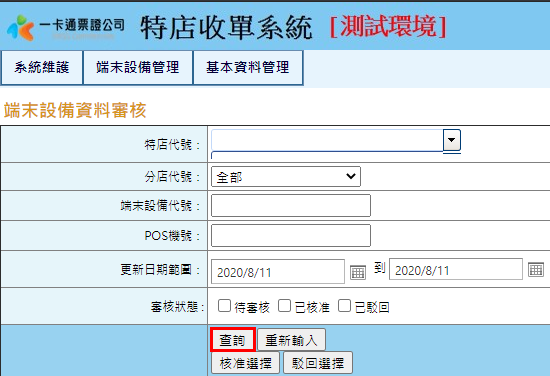 一卡通票證公司 特店收單系統 [測試環境]
系統維護 端末設備管理 基本資料管理
端末設備資料審核
特店代號：
分店代號： 全部
端末設備代號：
POS機號：
更新日期範圍： 2020/8/11 到 2020/8/11
審核狀態： 待審核 已核准 已駁回
查詢 重新輸入
核准選擇 駁回選擇